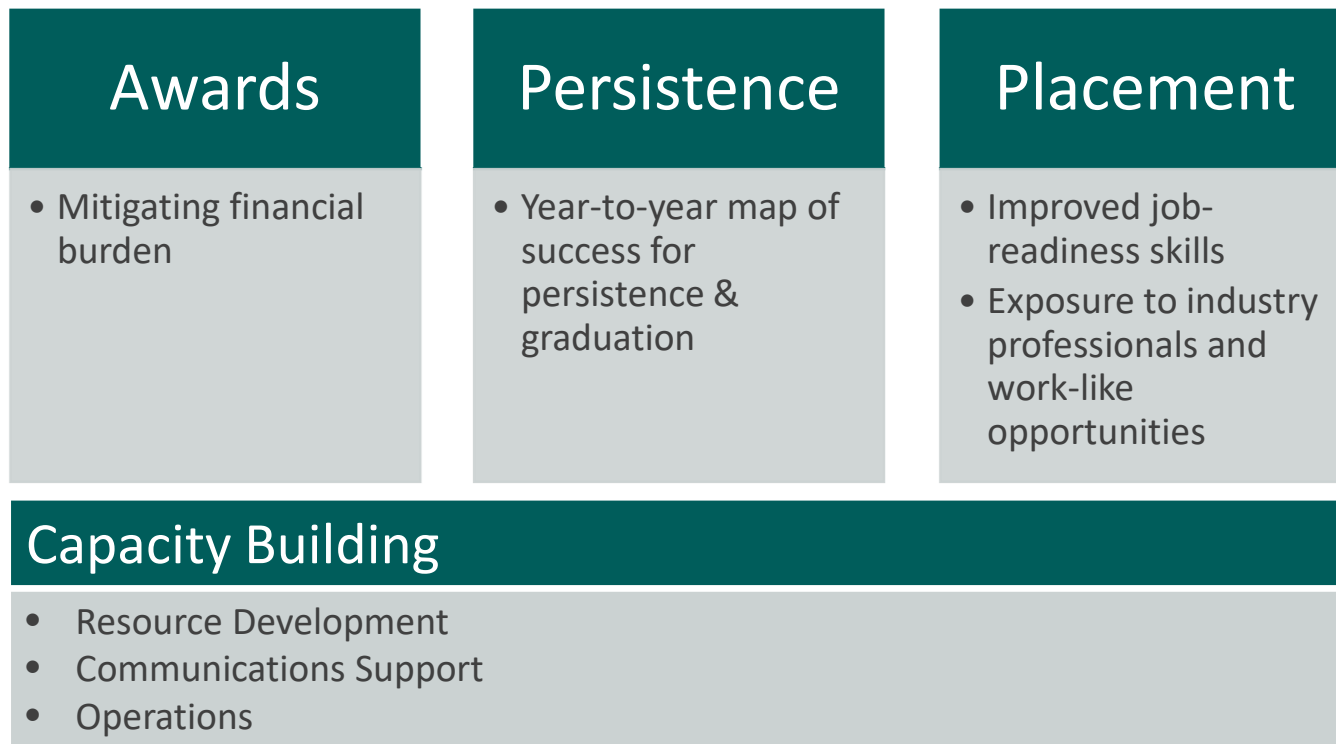 Awards
• Mitigating financial
burden
Persistence
• Year-to-year map of
success for
persistence &
graduation
Placement
• Improved job-
readiness skills
• Exposure to industry
professionals and
work-like
opportunities
Capacity Building
• Resource Development
• Communications Support
• Operations